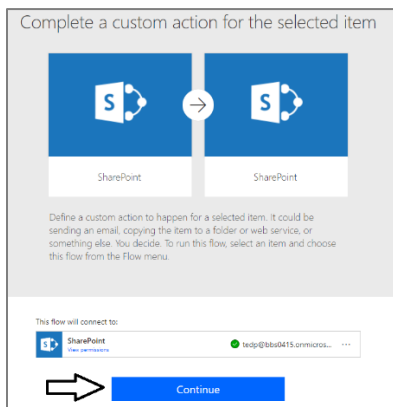 Complete a custom action for the selected item
SharePoint
SharePoint
Define a custom action to happen for a selected item. It could be
sending an email, copying the item to a folder or web service, or
something else. You decide. To run this flow, select an item and choose
this flow from the Flow menu.
This flow will connect to:
SharePoint
View permissions
tedp@bbs0415.onmicros...
Continue